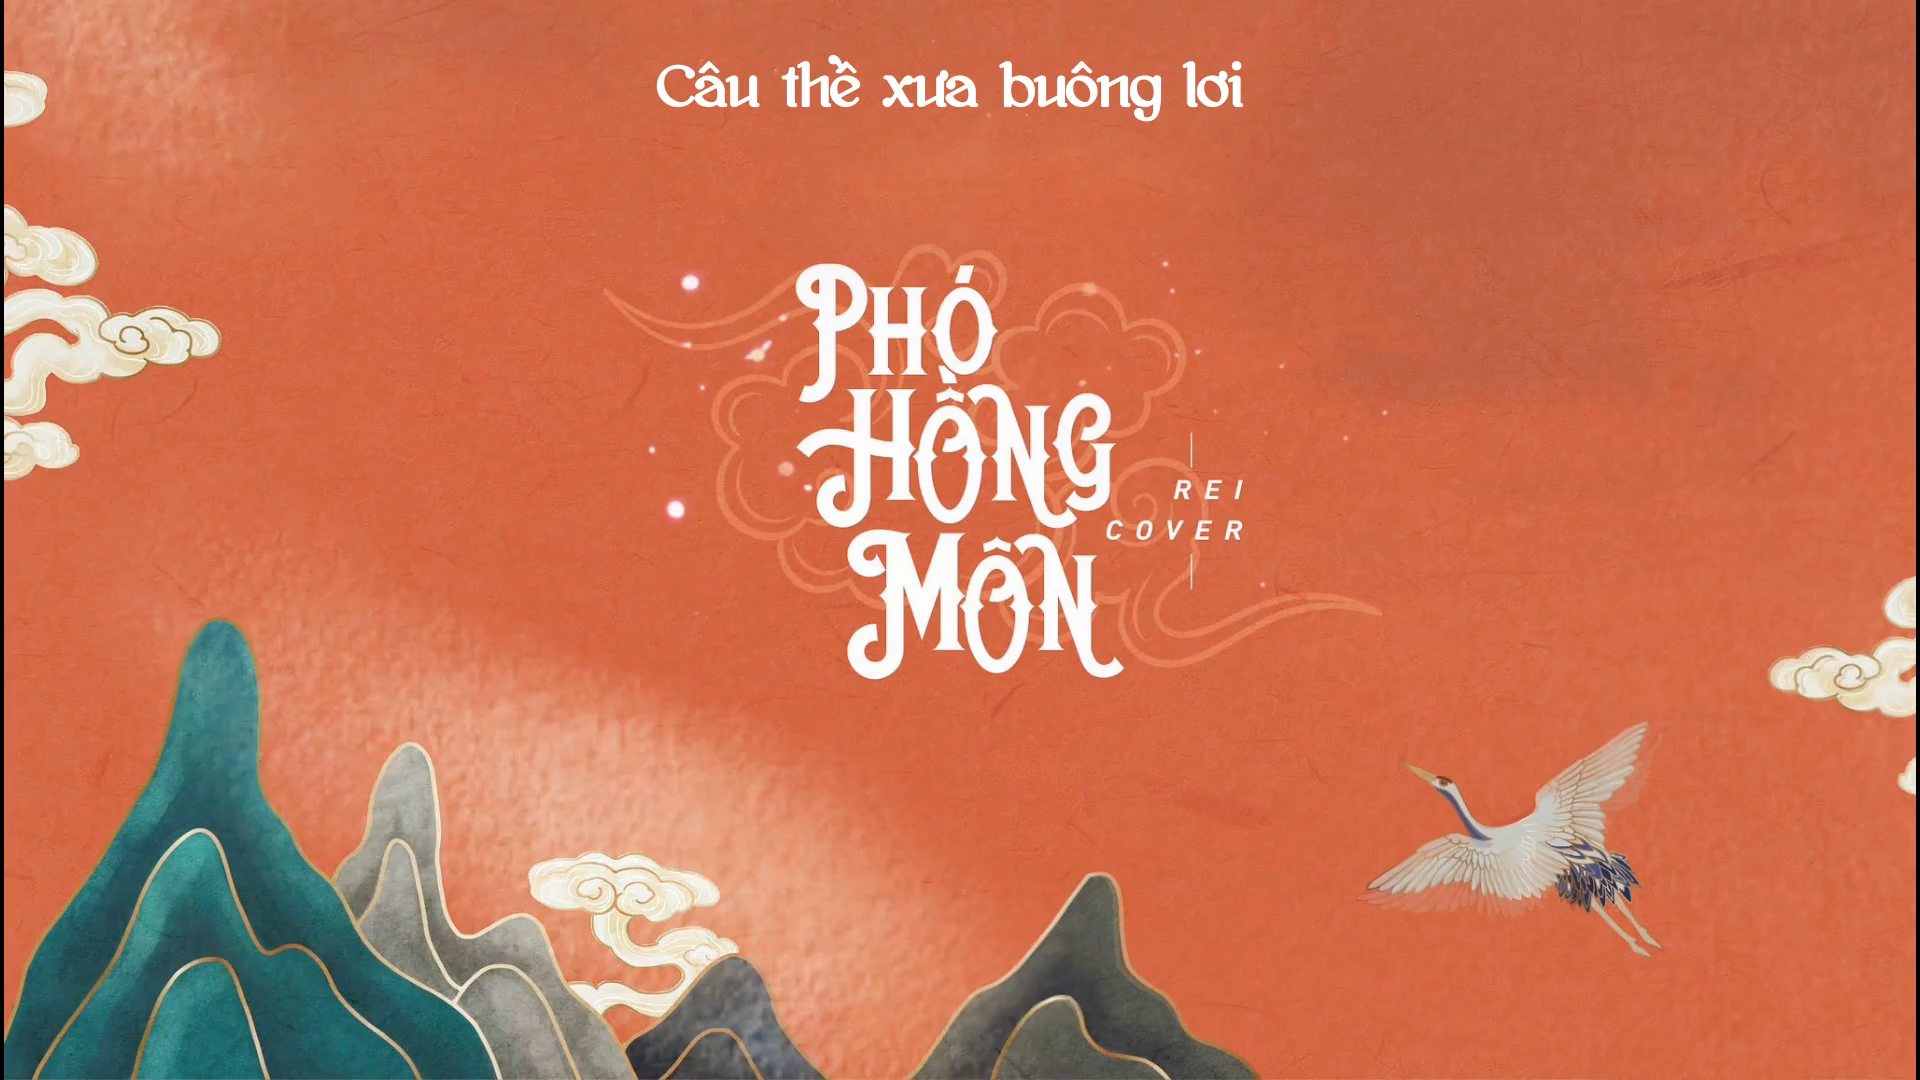 Câu thề xưa buông lơi
PHÓ
HỒNG
MÔN
REI
COVER